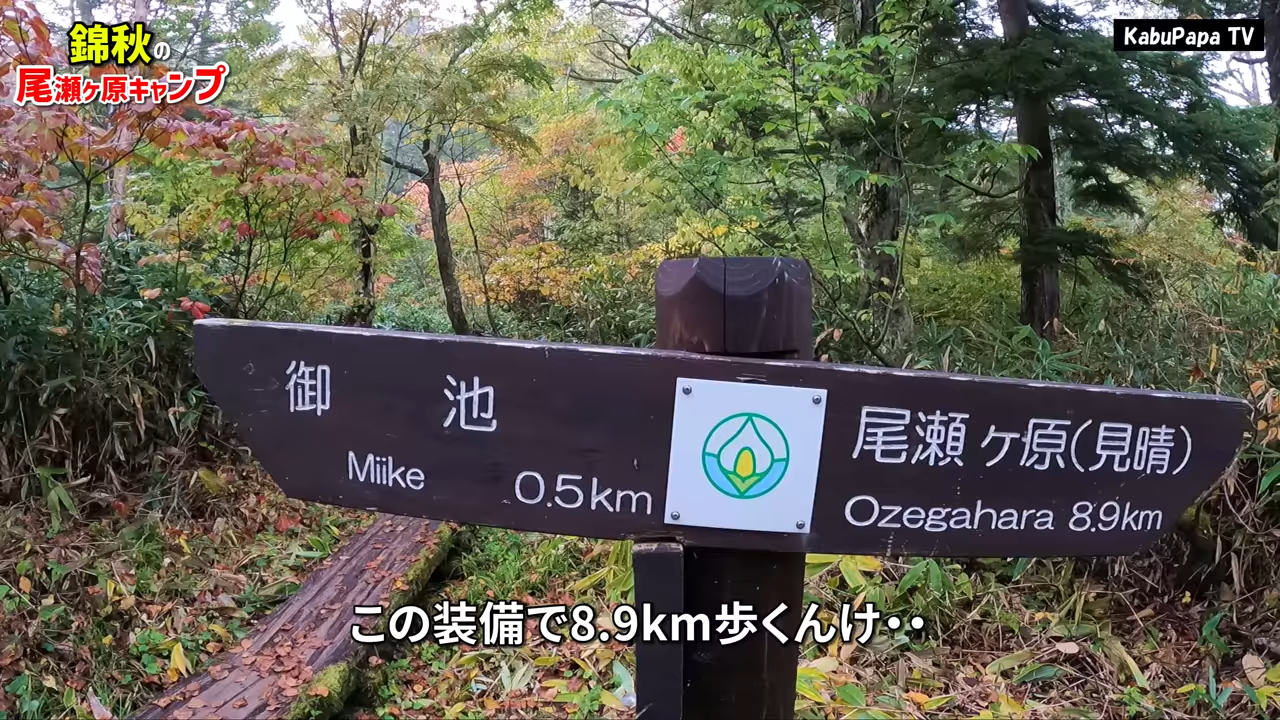 錦秋の
尾瀬ヶ原キャンプ
KabuPapa TV
御池
Miike 0.5km
尾瀬ヶ原(見晴)
Ozegahara 8.9km
この装備で8.9km歩くんけ・・